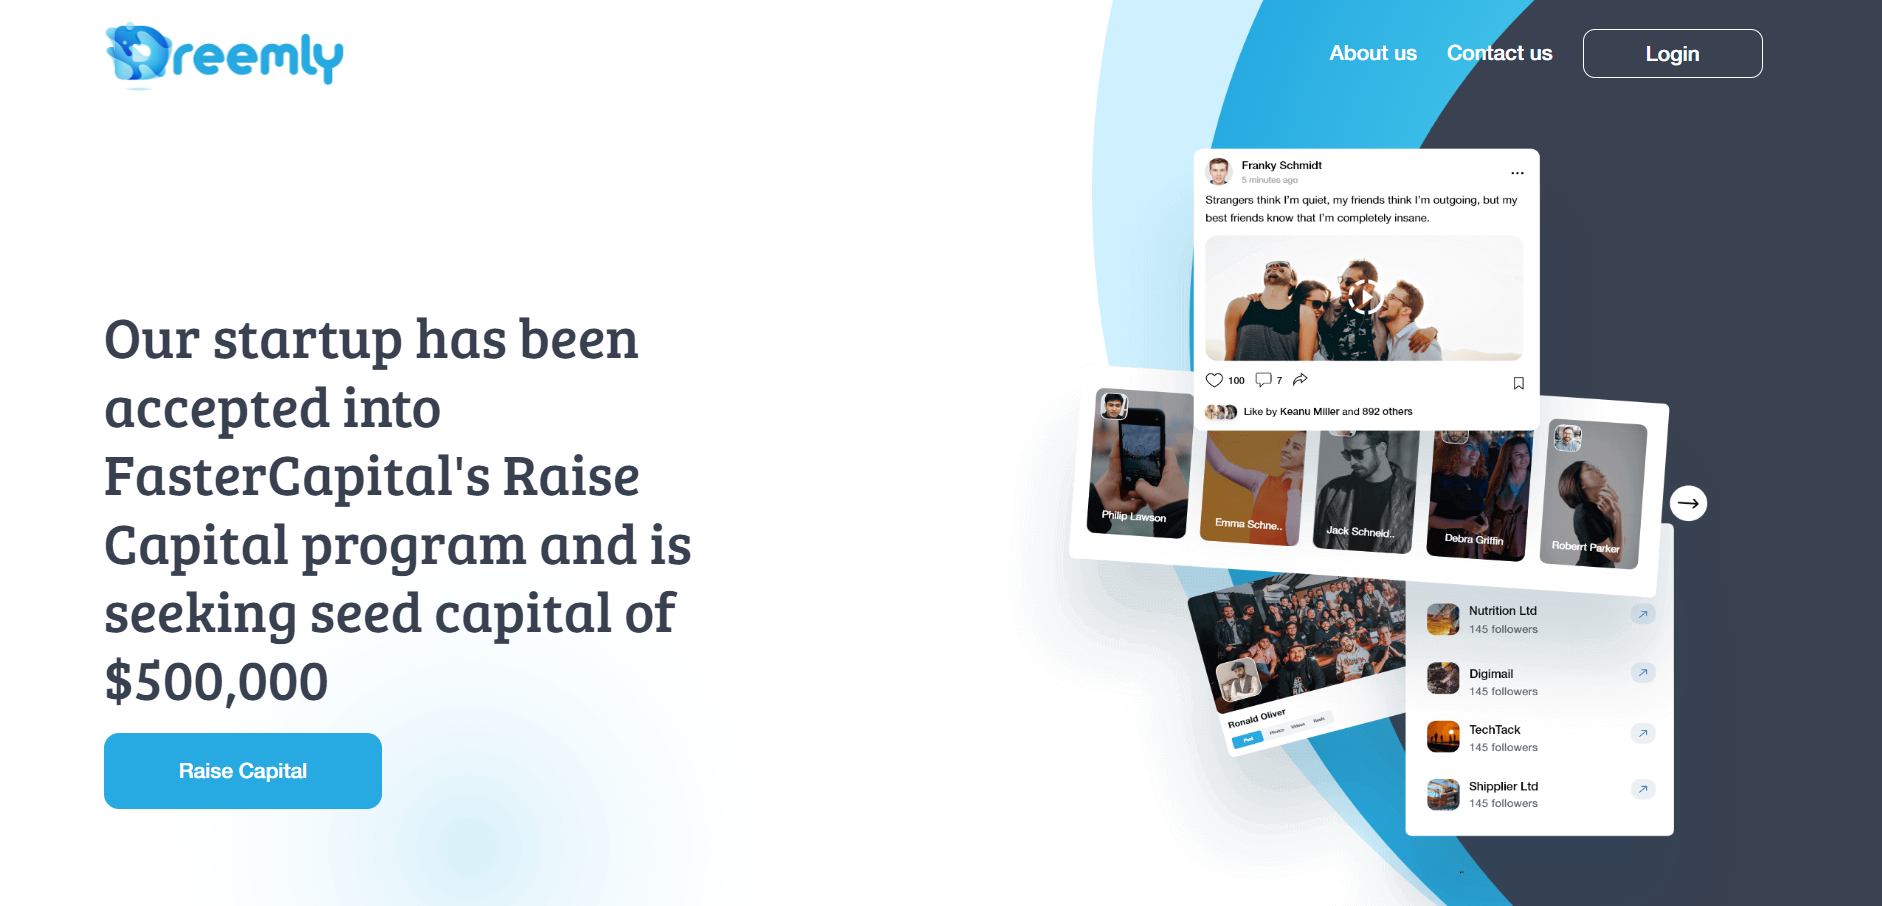 Dreemly
About us
Contact us
Login
Our startup has been
accepted into
FasterCapital's Raise
Capital program and is
seeking seed capital of
$500,000
Raise Capital
Franky Schmidt
5 minutes ago
Strangers think I'm quiet, my friends think I'm outgoing, but my
best friends know that I'm completely insane.
100
7
Like by Keanu Miller and 892 others
Philip Lawson
Emma Schne..
Jack Schneid..
Debra Griffin
Roberrt Parker
Ronald Oliver
Post
Photos
Videos
Reels
Nutrition Ltd
145 followers
Digimail
145 followers
TechTack
145 followers
Shipplier Ltd
145 followers